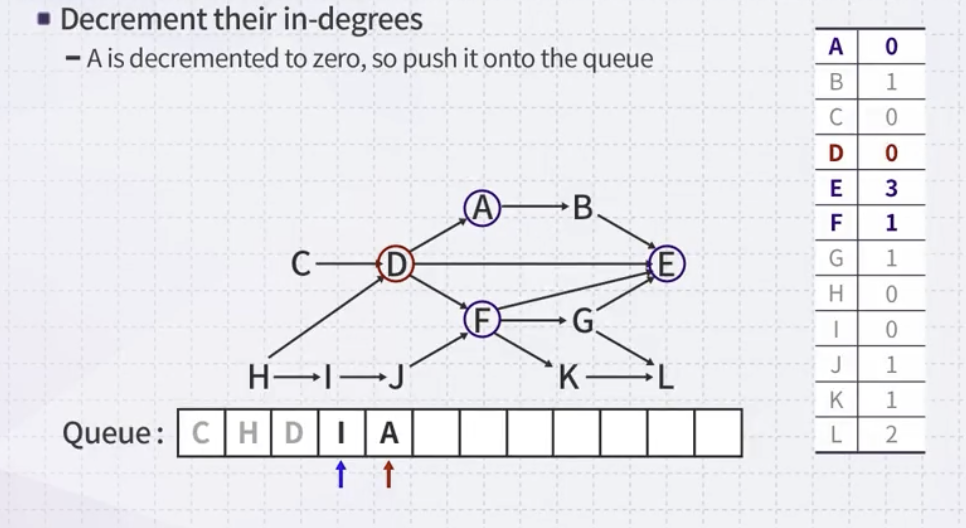 Decrement their in-degrees
– A is decremented to zero, so push it onto the queue
A 0
B 1
C 0
D 0
E 3
F 1
G 1
H 0
I 0
J 1
K 1
L 2
A B
C D E
F G
H I J K L
Queue: C H D I A